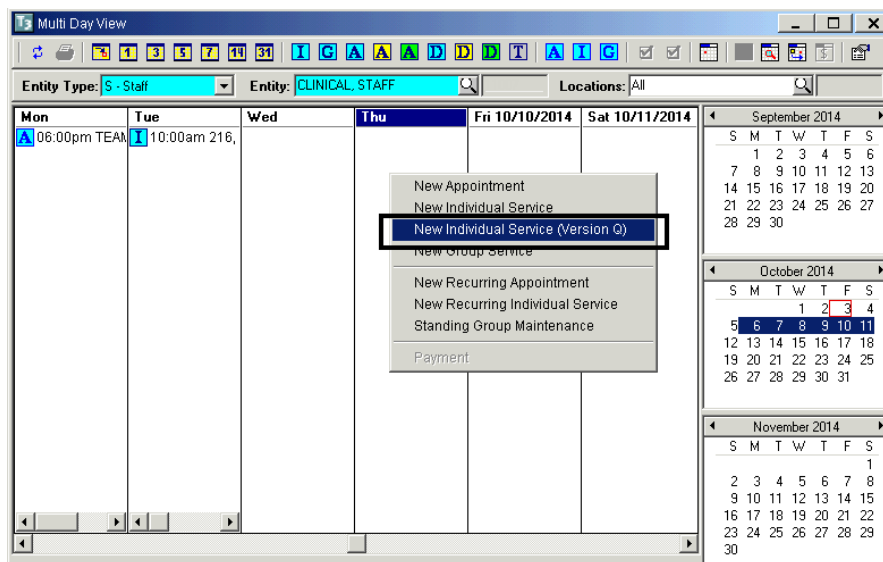 Multi Day View
1 3 5 7 14 31 I G A A A D D D T A I G
Entity Type: S - Staff Entity: CLINICAL, STAFF Locations: All
Mon Tue Wed Thu Fri 10/10/2014 Sat 10/11/2014
A 06:00pm TEAM I 10:00am 216,
New Appointment
New Individual Service
New Individual Service (Version Q)
New Group Service
New Recurring Appointment
New Recurring Individual Service
Standing Group Maintenance
Payment
September 2014
S M T W T F S
1 2 3 4 5 6
7 8 9 10 11 12 13
14 15 16 17 18 19 20
21 22 23 24 25 26 27
28 29 30
October 2014
S M T W T F S
1 2 3 4
5 6 7 8 9 10 11
12 13 14 15 16 17 18
19 20 21 22 23 24 25
26 27 28 29 30 31
November 2014
S M T W T F S
1
2 3 4 5 6 7 8
9 10 11 12 13 14 15
16 17 18 19 20 21 22
23 24 25 26 27 28 29
30